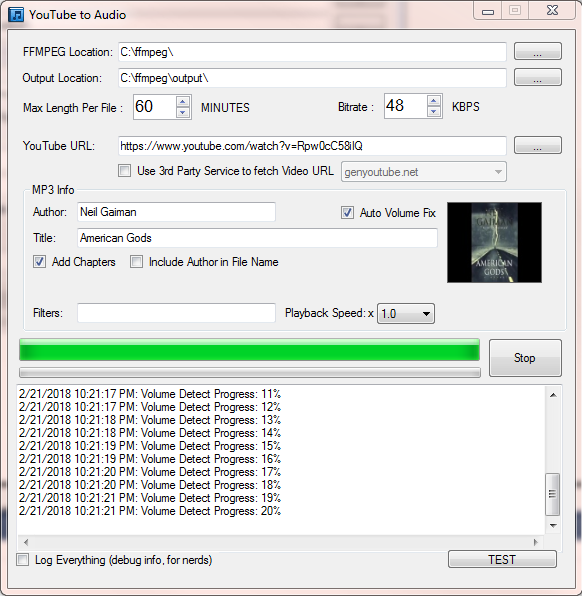 YouTube to Audio
FFMPEG Location: C:\ffmpeg\ ...
Output Location: C:\ffmpeg\output\ ...
Max Length Per File : 60 MINUTES Bitrate : 48 KBPS
YouTube URL: https://www.youtube.com/watch?v=Rpw0cC58iIQ ...
Use 3rd Party Service to fetch Video URL genyoutube.net
MP3 Info
Author: Neil Gaiman Auto Volume Fix
Title: American Gods
AMERICAN
GODS
Add Chapters Include Author in File Name
Filters: Playback Speed: x 1.0
Stop
2/21/2018 10:21:17 PM: Volume Detect Progress: 11%
2/21/2018 10:21:17 PM: Volume Detect Progress: 12%
2/21/2018 10:21:18 PM: Volume Detect Progress: 13%
2/21/2018 10:21:18 PM: Volume Detect Progress: 14%
2/21/2018 10:21:19 PM: Volume Detect Progress: 15%
2/21/2018 10:21:19 PM: Volume Detect Progress: 16%
2/21/2018 10:21:20 PM: Volume Detect Progress: 17%
2/21/2018 10:21:20 PM: Volume Detect Progress: 18%
2/21/2018 10:21:21 PM: Volume Detect Progress: 19%
2/21/2018 10:21:21 PM: Volume Detect Progress: 20%
Log Everything (debug info, for nerds) TEST